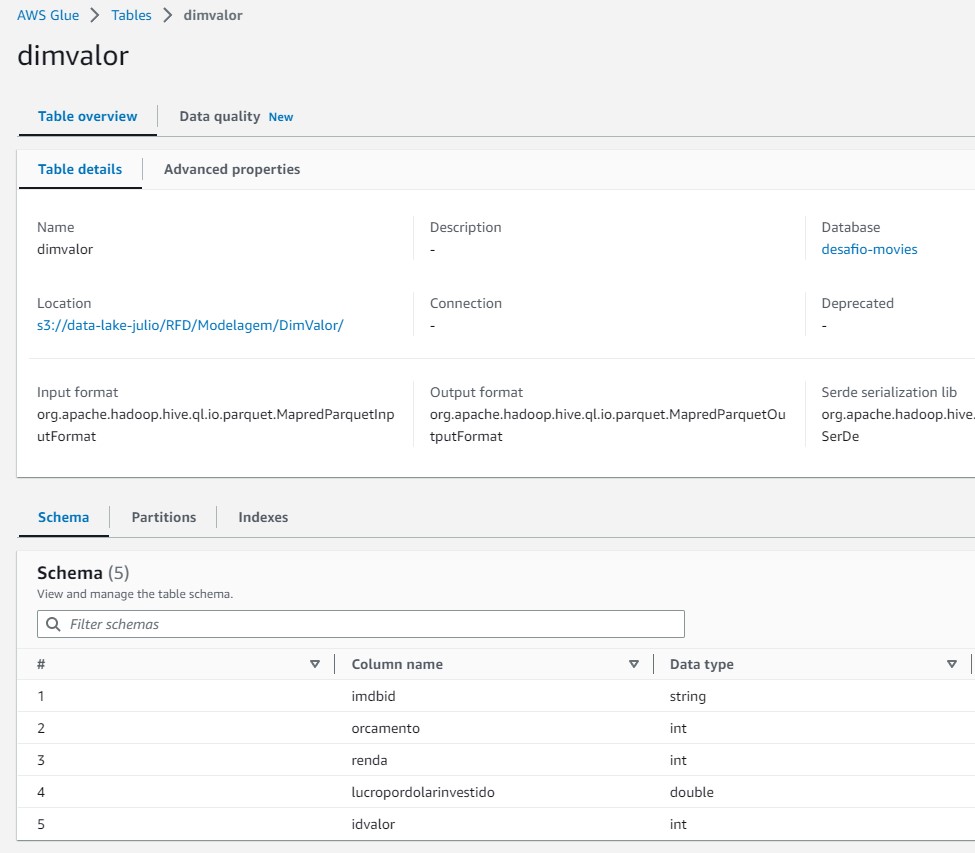 AWS Glue > Tables > dimvalor
dimvalor
Table overview Data quality New
Table details Advanced properties
Name Description Database
dimvalor - desafio-movies
Location Connection Deprecated
s3://data-lake-julio/RFD/Modelagem/DimValor/ - -
Input format Output format Serde serialization lib
org.apache.hadoop.hive.ql.io.parquet.MapredParquetInp org.apache.hadoop.hive.ql.io.parquet.MapredParquetOu org.apache.hadoop.hive.
utFormat tputFormat SerDe
Schema Partitions Indexes
Schema (5)
View and manage the table schema.
Filter schemas
# Column name Data type
1 imdbid string
2 orcamento int
3 renda int
4 lucropordolarinvestido double
5 idvalor int